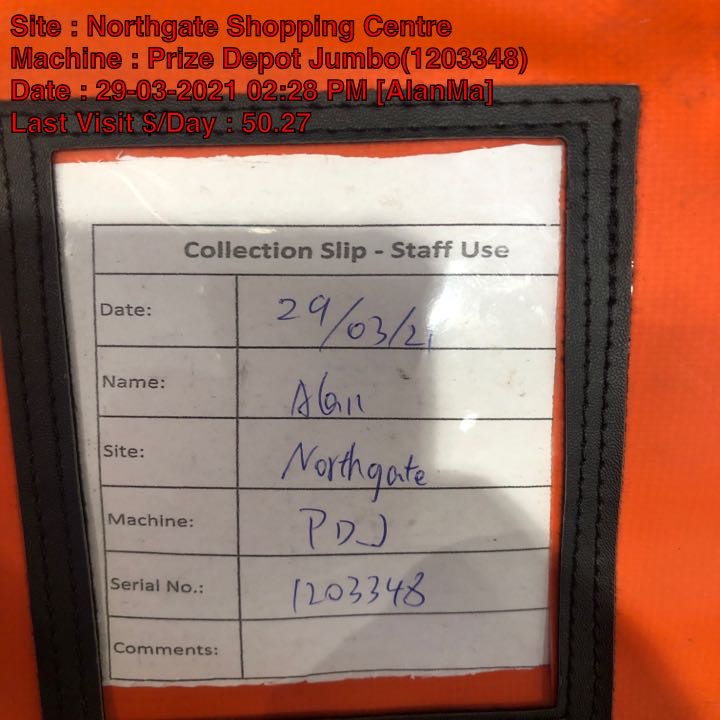 Site : Northgate Shopping Centre
Machine : Prize Depot Jumbo(1203348)
Date : 29-03-2021 02:28 PM [AlanMa]
Last Visit $/Day : 50.27
Collection Slip - Staff Use
Date: 29/03/21
Name: Alan
Site: Northgate
Machine: PDJ
Serial No.: 1203348
Comments: